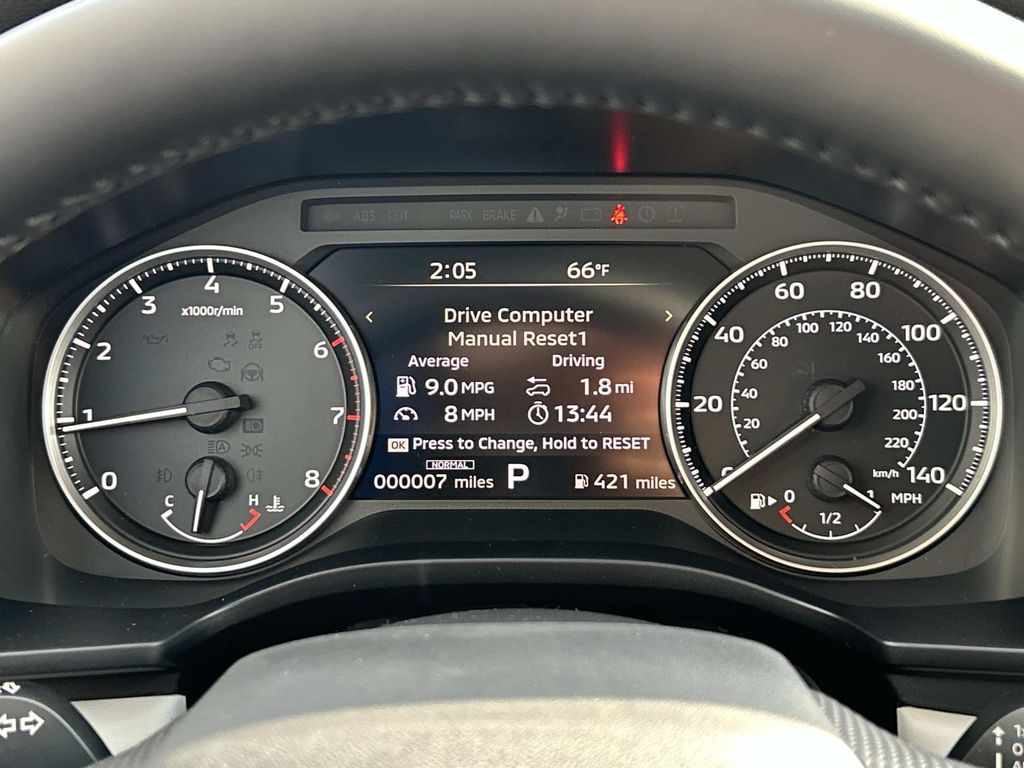 ABS PARK BRAKE
2:05 66°F
Drive Computer
Manual Reset1
Average Driving
9.0 MPG 1.8 mi
8 MPH 13:44
OK Press to Change, Hold to RESET
NORMAL
000007 miles P 421 miles
x1000r/min
0 1 2 3 4 5 6 7 8
OFF
A
C H
0 20 40 60 80 100 120 140
MPH
20 40 60 80 100 120 140 160 180 200 220
km/h
0 1/2 1